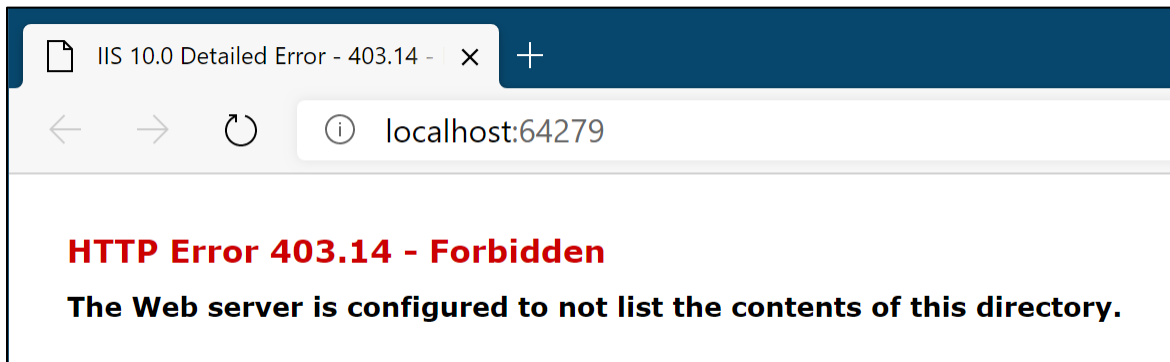 IIS 10.0 Detailed Error - 403.14 -
localhost:64279
HTTP Error 403.14 - Forbidden
The Web server is configured to not list the contents of this directory.